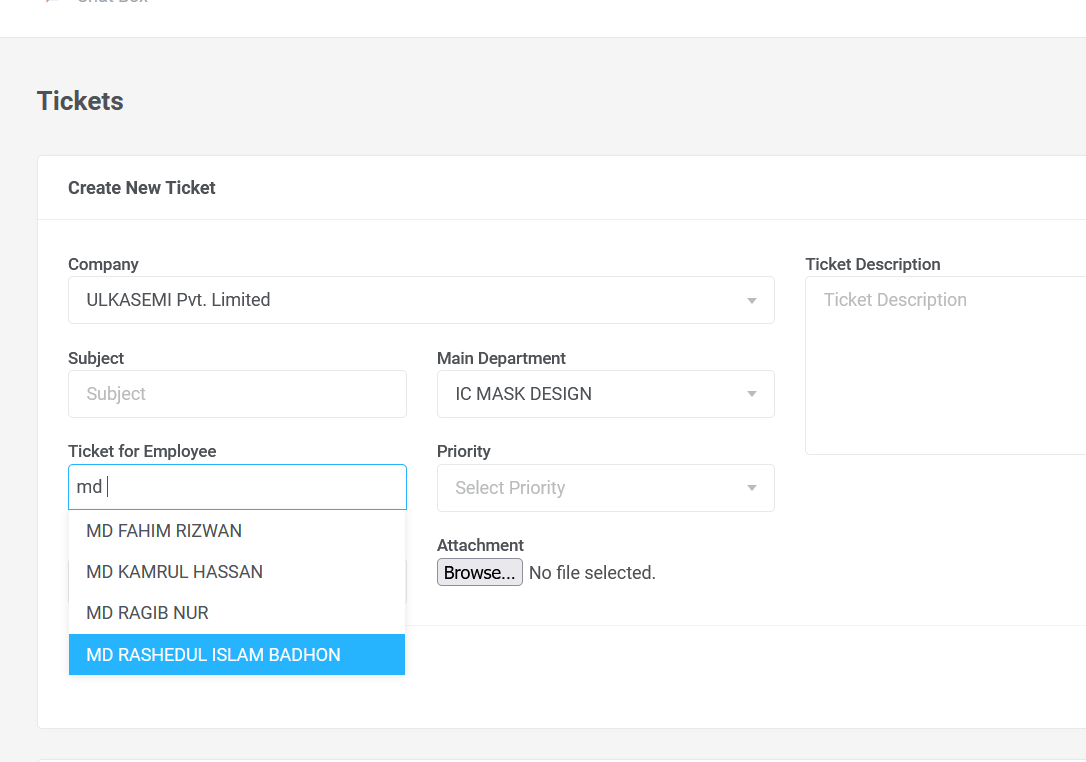 Chat Box
Tickets
Create New Ticket
Company
ULKASEMI Pvt. Limited
Ticket Description
Ticket Description
Subject
Subject
Main Department
IC MASK DESIGN
Ticket for Employee
md
Priority
Select Priority
MD FAHIM RIZWAN
MD KAMRUL HASSAN
MD RAGIB NUR
MD RASHEDUL ISLAM BADHON
Attachment
Browse... No file selected.